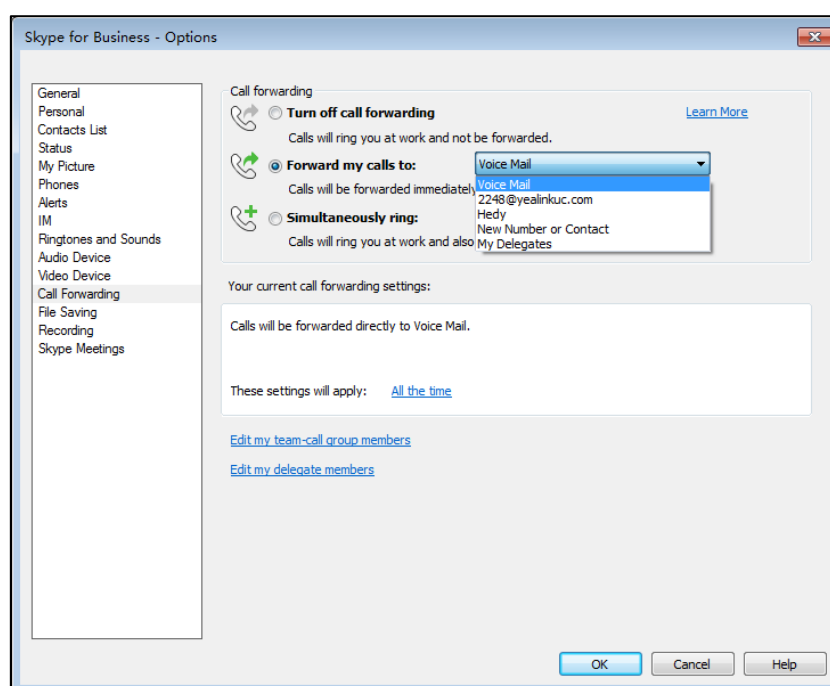 Skype for Business - Options
General
Personal
Contacts List
Status
My Picture
Phones
Alerts
IM
Ringtones and Sounds
Audio Device
Video Device
Call Forwarding
File Saving
Recording
Skype Meetings
Call forwarding
Turn off call forwarding
Learn More
Calls will ring you at work and not be forwarded.
Forward my calls to:
Voice Mail
Calls will be forwarded immediately
Voice Mail
2248@yealinkuc.com
Hedy
New Number or Contact
My Delegates
Simultaneously ring:
Calls will ring you at work and also
Your current call forwarding settings:
Calls will be forwarded directly to Voice Mail.
These settings will apply: All the time
Edit my team-call group members
Edit my delegate members
OK Cancel Help